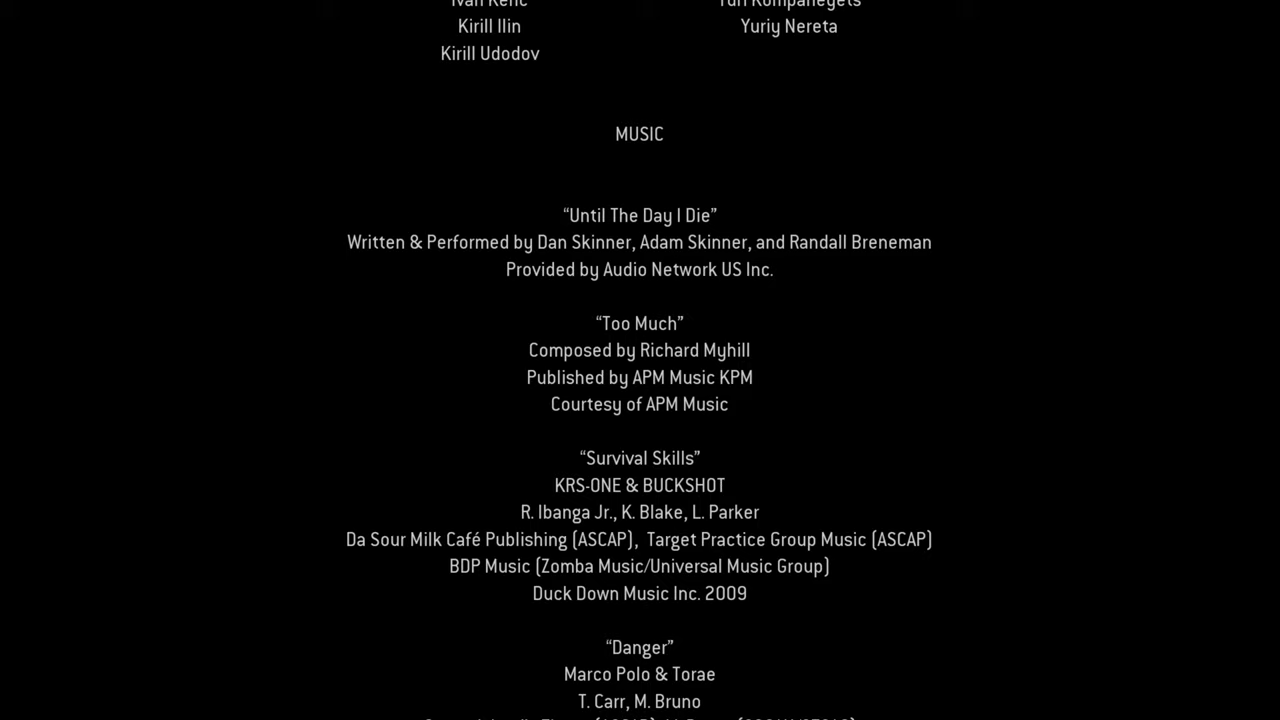 Kirill Ilin
Yuriy Nereta
Kirill Udodov
MUSIC
“Until The Day I Die”
Written & Performed by Dan Skinner, Adam Skinner, and Randall Breneman
Provided by Audio Network US Inc.
“Too Much”
Composed by Richard Myhill
Published by APM Music KPM
Courtesy of APM Music
“Survival Skills”
KRS-ONE & BUCKSHOT
R. Ibanga Jr., K. Blake, L. Parker
Da Sour Milk Café Publishing (ASCAP), Target Practice Group Music (ASCAP)
BDP Music (Zomba Music/Universal Music Group)
Duck Down Music Inc. 2009
“Danger”
Marco Polo & Torae
T. Carr, M. Bruno